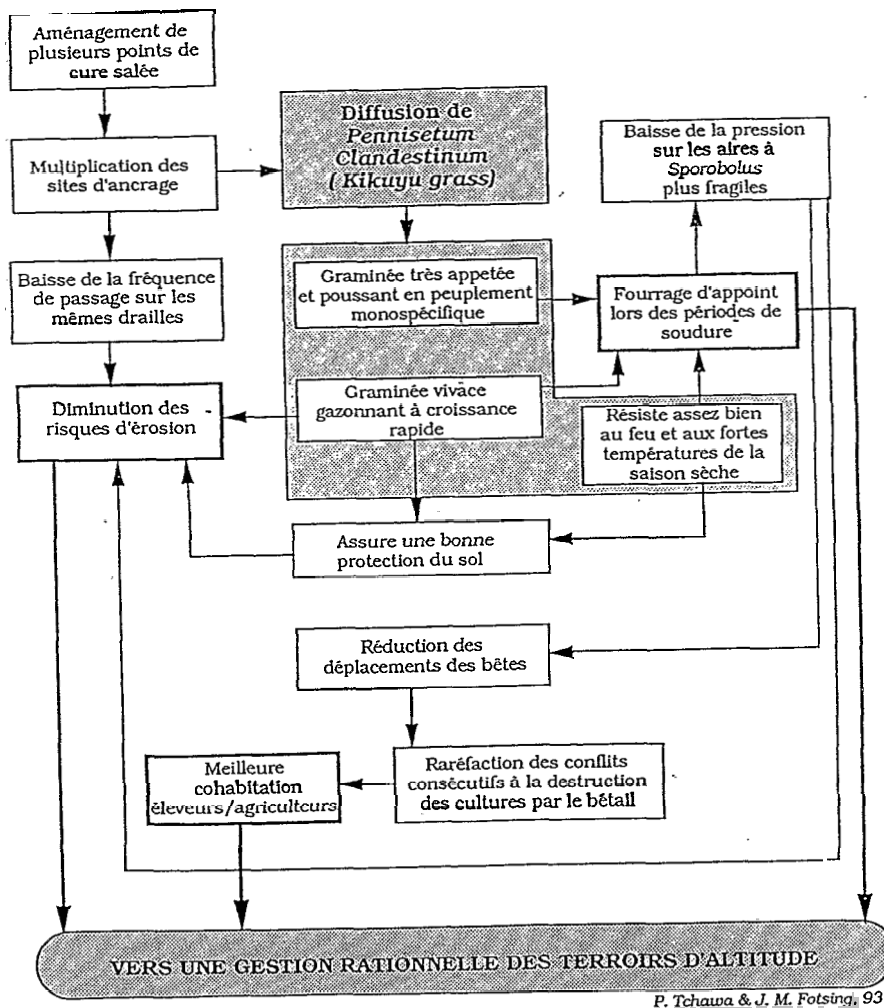 Aménagement de
plusieurs points de
cure salée
Multiplication des
sites d'ancrage
Diffusion de
Pennisetum
Clandestinum
( Kikuyu grass)
Baisse de la pression
sur les aires à
Sporobolus
plus fragiles
Baisse de la fréquence
de passage sur les
mêmes drailles
Graminée très appetée
et poussant en peuplement
monospécifique
Fourrage d'appoint
lors des périodes de
soudure
Diminution des
risques d'érosion
Graminée vivace
gazonnant à croissance
rapide
Résiste assez bien
au feu et aux fortes
températures de la
saison sèche
Assure une bonne
protection du sol
Réduction des
déplacements des bêtes
Meilleure
cohabitation
éleveurs/agriculteurs
Raréfaction des conflits
consécutifs à la destruction
des cultures par le bétail
VERS UNE GESTION RATIONNELLE DES TERROIRS D'ALTITUDE
P. Tchawa & J. M. Fotsing, 93